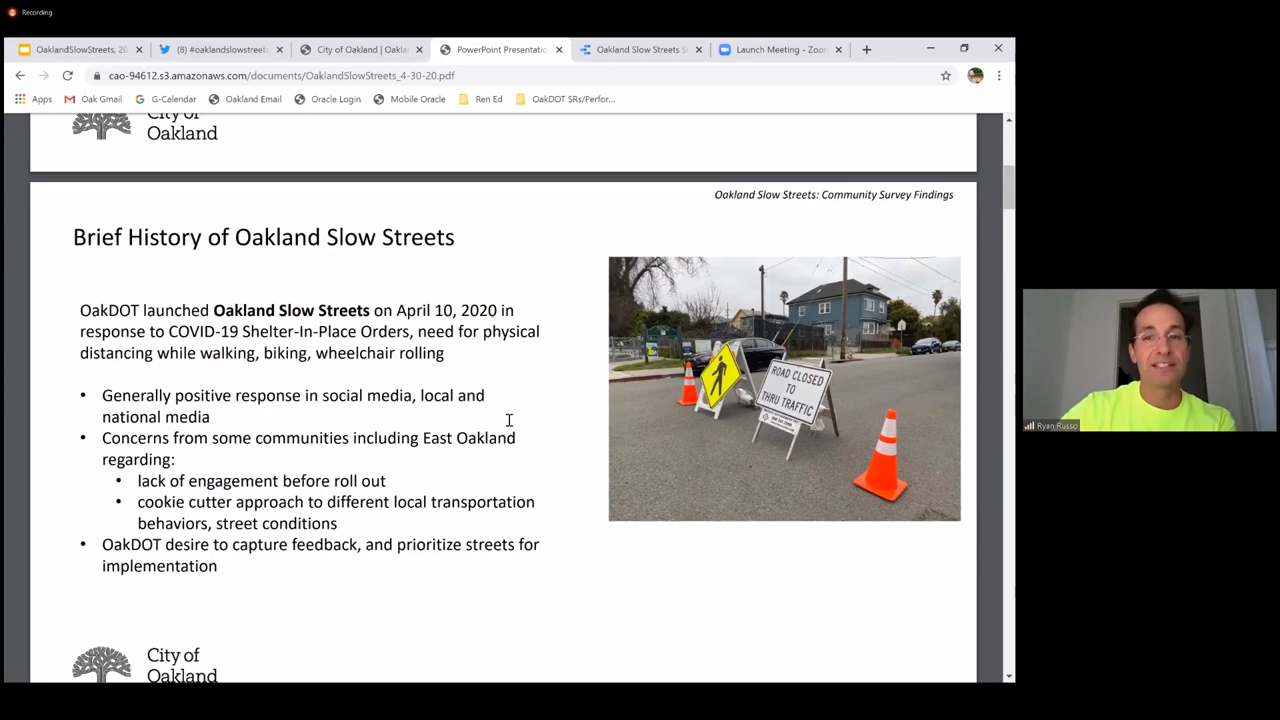 Recording
OaklandSlowStreets, 20
(8) #oaklandslowstreets
City of Oakland | Oakla
PowerPoint Presentatio
Oakland Slow Streets S
Launch Meeting - Zoom
cao-94612.s3.amazonaws.com/documents/OaklandSlowStreets_4-30-20.pdf
Apps
Oak Gmail
G-Calendar
Oakland Email
Oracle Login
Mobile Oracle
Ren Ed
OakDOT SRs/Perfor...
City of
Oakland
Oakland Slow Streets: Community Survey Findings
Brief History of Oakland Slow Streets
OakDOT launched Oakland Slow Streets on April 10, 2020 in
response to COVID-19 Shelter-In-Place Orders, need for physical
distancing while walking, biking, wheelchair rolling
• Generally positive response in social media, local and
national media
• Concerns from some communities including East Oakland
regarding:
• lack of engagement before roll out
• cookie cutter approach to different local transportation
behaviors, street conditions
• OakDOT desire to capture feedback, and prioritize streets for
implementation
ROAD CLOSED
TO
THRU TRAFFIC
City of
Oakland
Ryan Russo